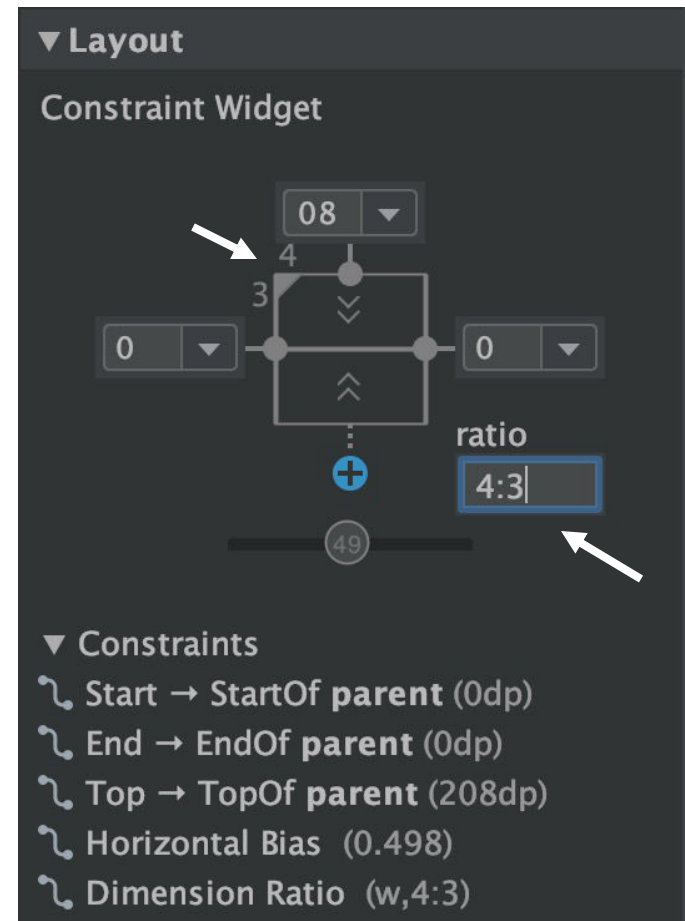 Layout
Constraint Widget
08
4
3
0
0
ratio
4:3
49
Constraints
Start → StartOf parent (0dp)
End → EndOf parent (0dp)
Top → TopOf parent (208dp)
Horizontal Bias (0.498)
Dimension Ratio (w,4:3)